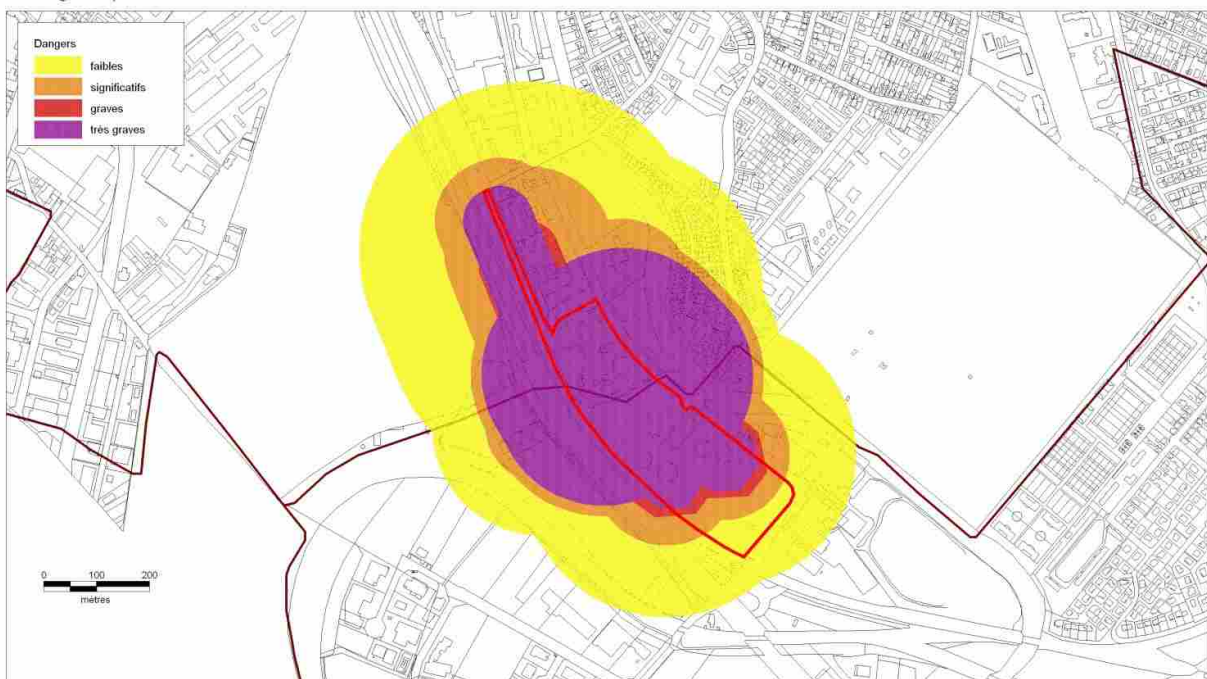 Dangers
faibles
significatifs
graves
très graves
0 100 200
mètres